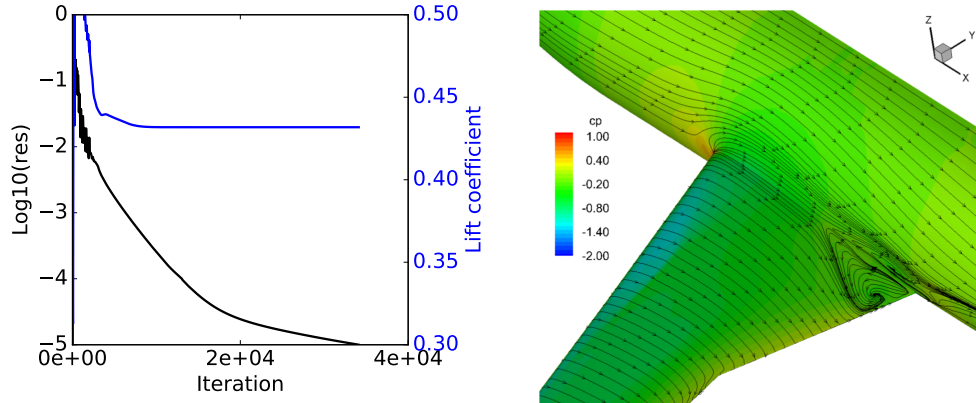 0
−1
−2
−3
−4
−5
Log10(res)
0e+00
2e+04
4e+04
Iteration
0.50
0.45
0.40
0.35
0.30
Lift coefficient
cp
1.00
0.40
-0.20
-0.80
-1.40
-2.00
Z
Y
X